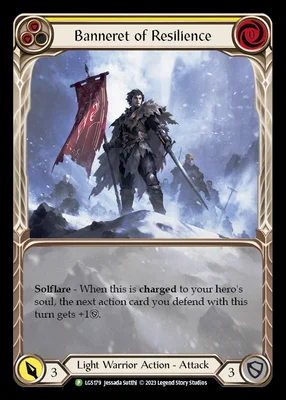 Banneret of Resilience
Solflare - When this is charged to your hero's
soul, the next action card you defend with this
turn gets +1
3
Light Warrior Action - Attack
3
P LGS179 Jessada Sutthi © 2023 Legend Story Studios